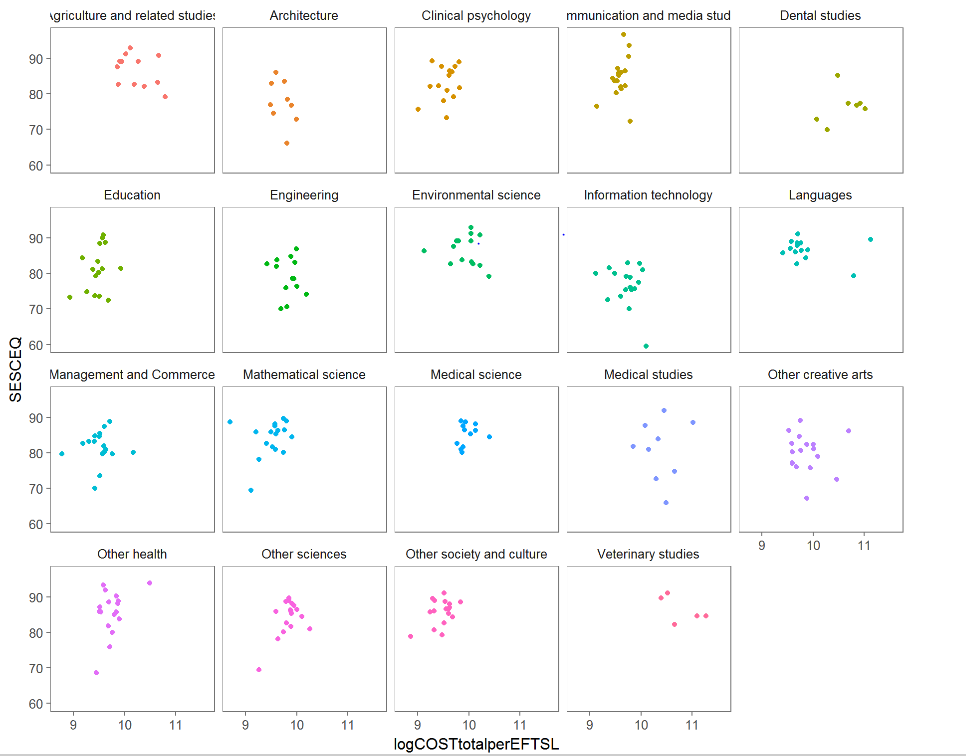 Agriculture and related studies Architecture Clinical psychology mmunication and media stud Dental studies
90
80
70
60
Education Engineering Environmental science Information technology Languages
90
80
70
60
SESCEQ
Management and Commerce Mathematical science Medical science Medical studies Other creative arts
90
80
70
60
9 10 11
Other health Other sciences Other society and culture Veterinary studies
90
80
70
60
9 10 11 9 10 11 9 10 11 9 10 11
logCOSTtotalperEFTSL